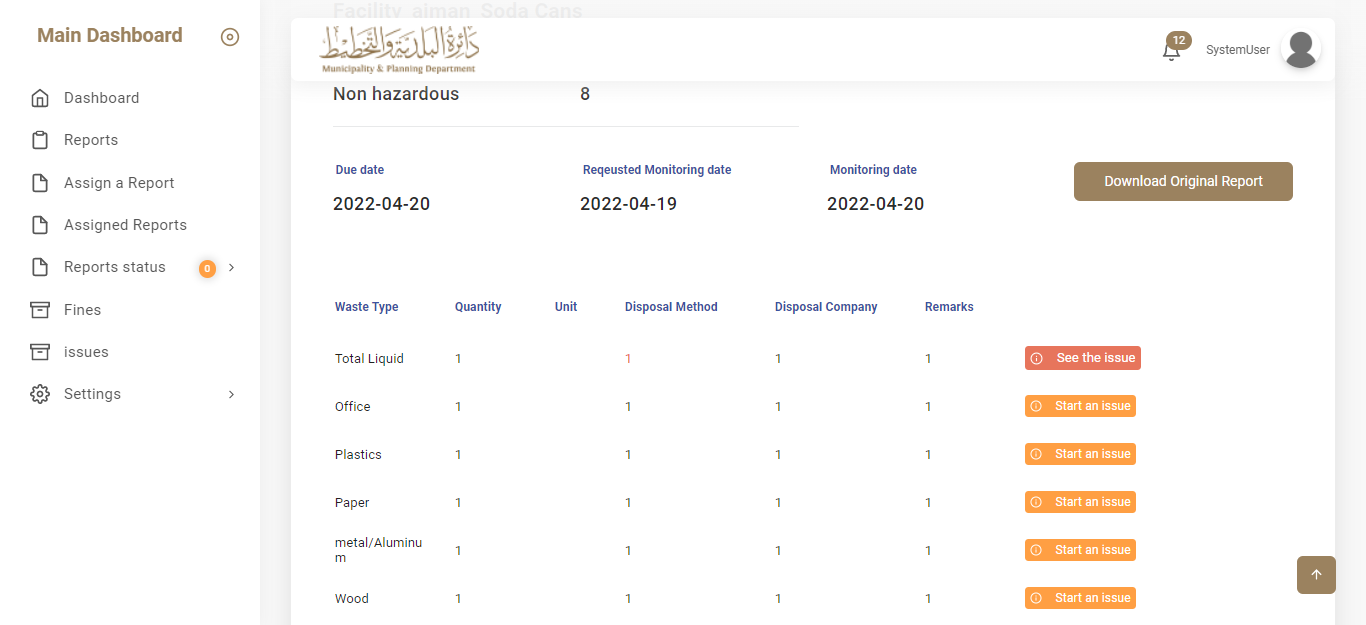 Main Dashboard
Dashboard
Reports
Assign a Report
Assigned Reports
Reports status 0
Fines
issues
Settings
Facility aiman Soda Cans
دائرة البلدية والتخطيط
Municipality & Planning Department
12
SystemUser
Non hazardous 8
Due date Reqeusted Monitoring date Monitoring date
2022-04-20 2022-04-19 2022-04-20
Download Original Report
Waste Type Quantity Unit Disposal Method Disposal Company Remarks
Total Liquid 1 1 1 1 See the issue
Office 1 1 1 1 Start an issue
Plastics 1 1 1 1 Start an issue
Paper 1 1 1 1 Start an issue
metal/Aluminu
m 1 1 1 1 Start an issue
Wood 1 1 1 1 Start an issue